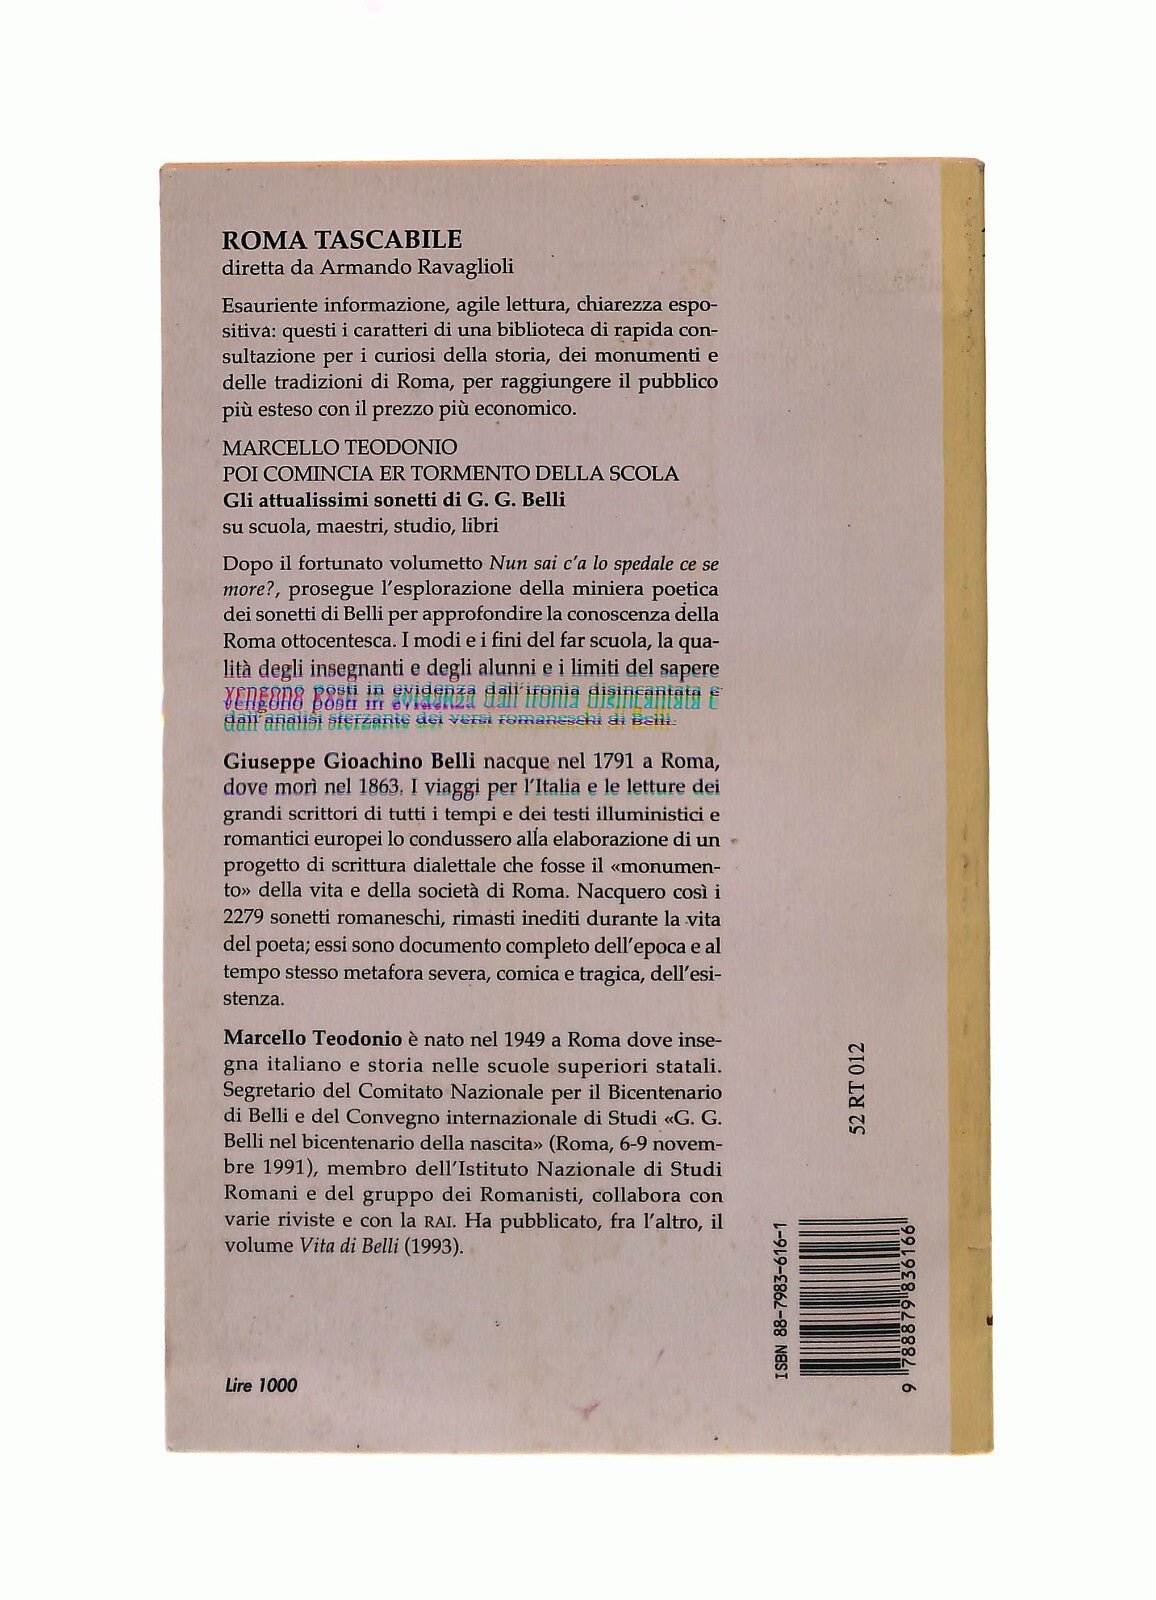 ROMA TASCABILE
diretta da Armando Ravaglioli
Esauriente informazione, agile lettura, chiarezza espo-
sitiva: questi i caratteri di una biblioteca di rapida con-
sultazione per i curiosi della storia, dei monumenti e
delle tradizioni di Roma, per raggiungere il pubblico
più esteso con il prezzo più economico.
MARCELLO TEODONIO
POI COMINCIA ER TORMENTO DELLA SCOLA
Gli attualissimi sonetti di G. G. Belli
su scuola, maestri, studio, libri
Dopo il fortunato volumetto Nun sai c'a lo spedale ce se
more?, prosegue l'esplorazione della miniera poetica
dei sonetti di Belli per approfondire la conoscenza della
Roma ottocentesca. I modi e i fini del far scuola, la qua-
lità degli insegnanti e degli alunni e i limiti del sapere
vengono posti in evidenza dall'ironia disincantata e
dall'analisi sferzante dei versi romaneschi di Belli.
Giuseppe Gioachino Belli nacque nel 1791 a Roma,
dove morì nel 1863. I viaggi per l'Italia e le letture dei
grandi scrittori di tutti i tempi e dei testi illuministici e
romantici europei lo condussero alla elaborazione di un
progetto di scrittura dialettale che fosse il «monumen-
to» della vita e della società di Roma. Nacquero così i
2279 sonetti romaneschi, rimasti inediti durante la vita
del poeta; essi sono documento completo dell'epoca e al
tempo stesso metafora severa, comica e tragica, dell'esi-
stenza.
Marcello Teodonio è nato nel 1949 a Roma dove inse-
gna italiano e storia nelle scuole superiori statali.
Segretario del Comitato Nazionale per il Bicentenario
di Belli e del Convegno internazionale di Studi «G. G.
Belli nel bicentenario della nascita» (Roma, 6-9 novem-
bre 1991), membro dell'Istituto Nazionale di Studi
Romani e del gruppo dei Romanisti, collabora con
varie riviste e con la RAI. Ha pubblicato, fra l'altro, il
volume Vita di Belli (1993).
Lire 1000
52 RT 012
ISBN 88-7983-616-1
9 788879 836166